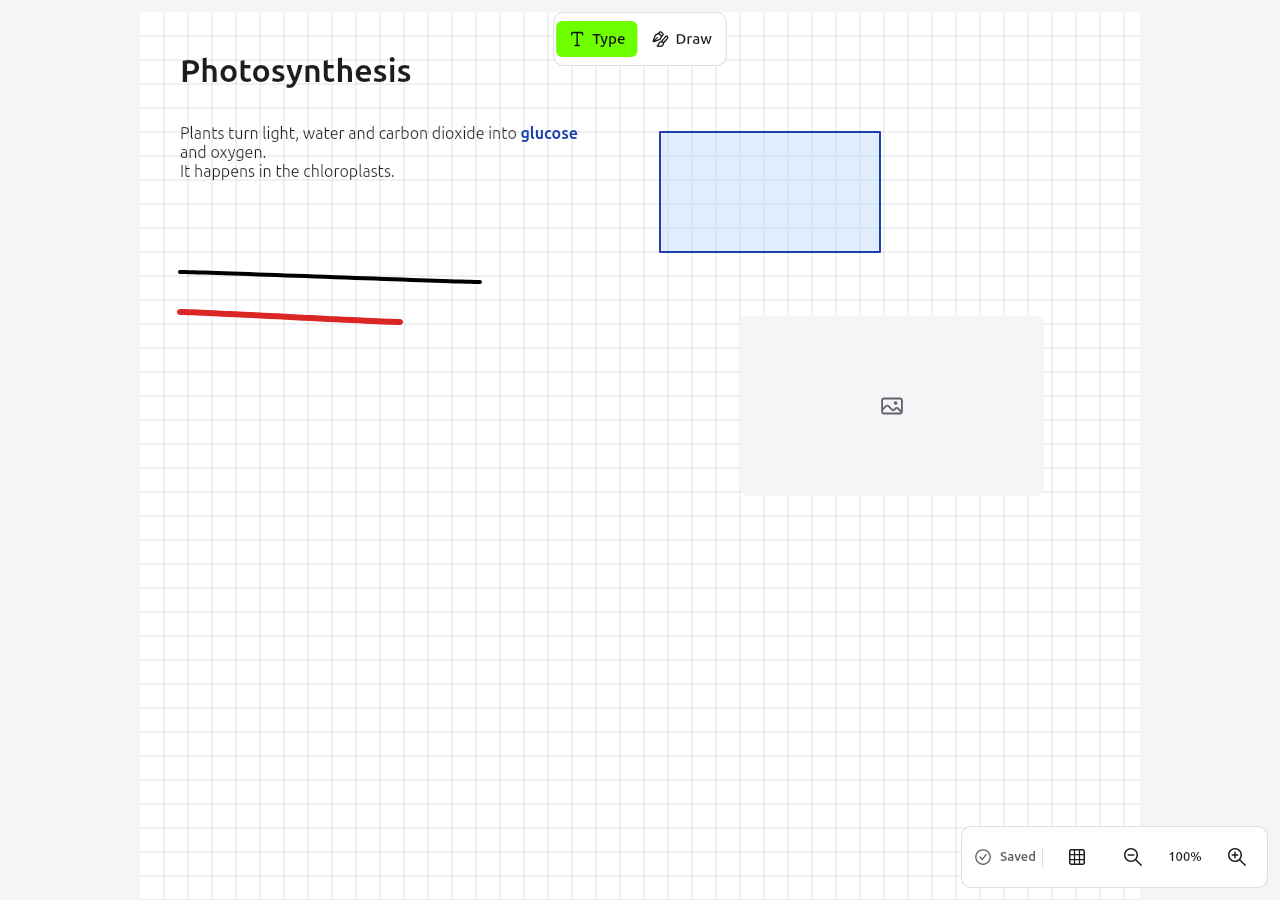 Type Draw
Photosynthesis
Plants turn light, water and carbon dioxide into glucose
and oxygen.
It happens in the chloroplasts.
Saved 100%